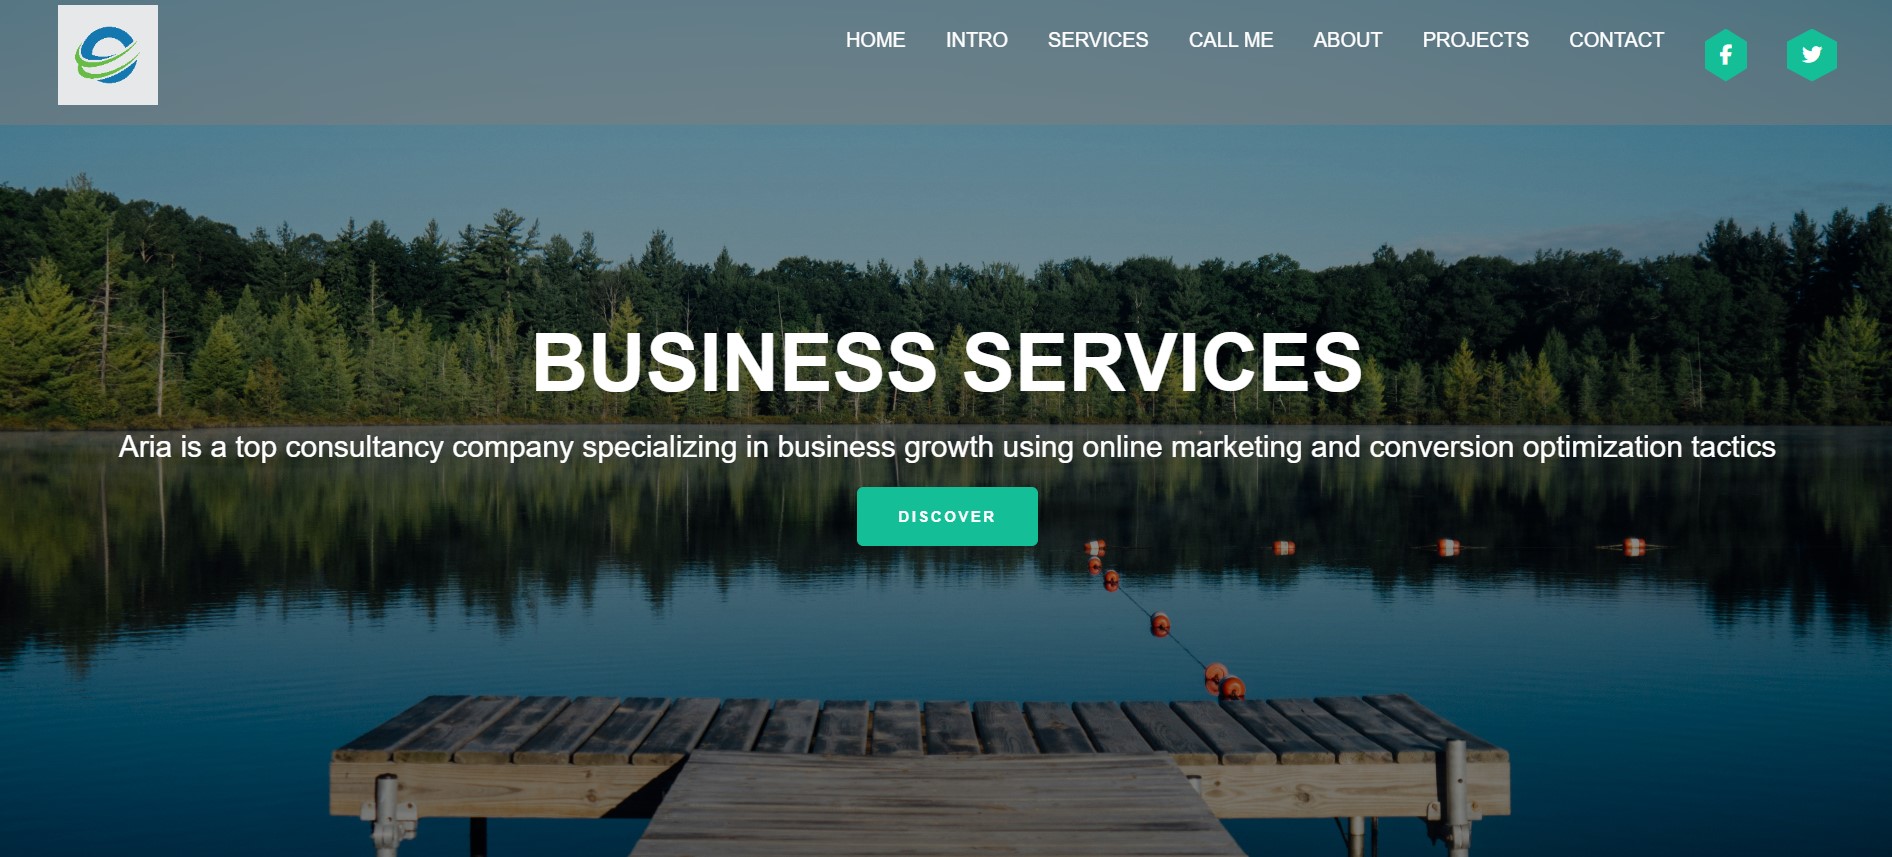 HOME INTRO SERVICES CALL ME ABOUT PROJECTS CONTACT
BUSINESS SERVICES
Aria is a top consultancy company specializing in business growth using online marketing and conversion optimization tactics
DISCOVER